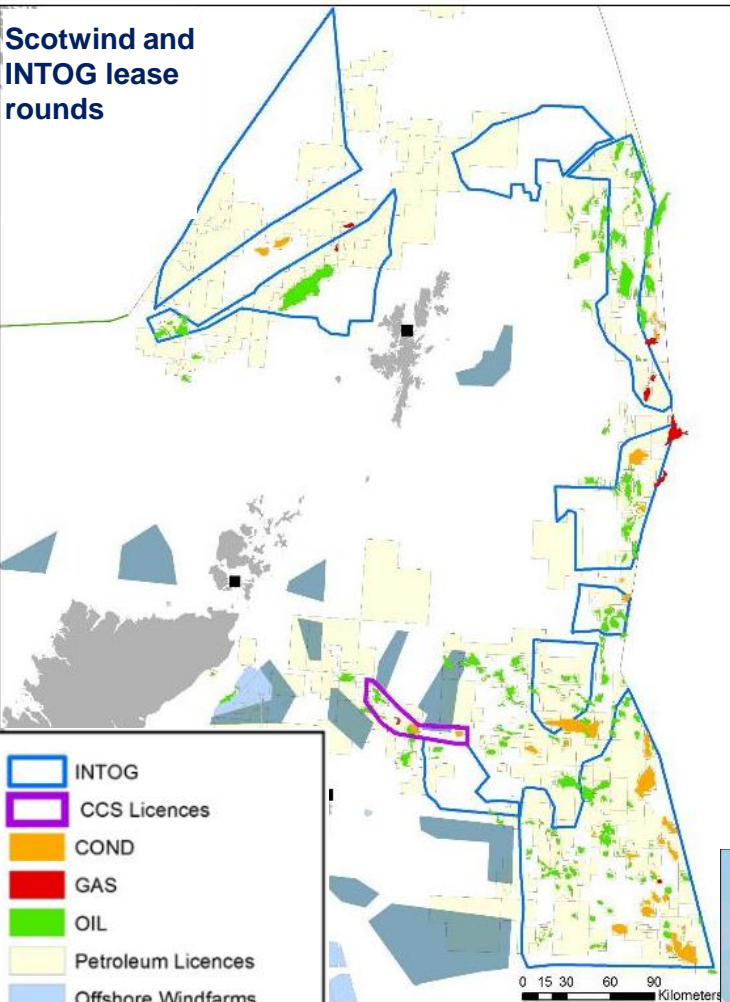 Scotwind and
INTOG lease
rounds
INTOG
CCS Licences
COND
GAS
OIL
Petroleum Licences
Offshore Windfarms
0 15 30 60 90
Kilometers